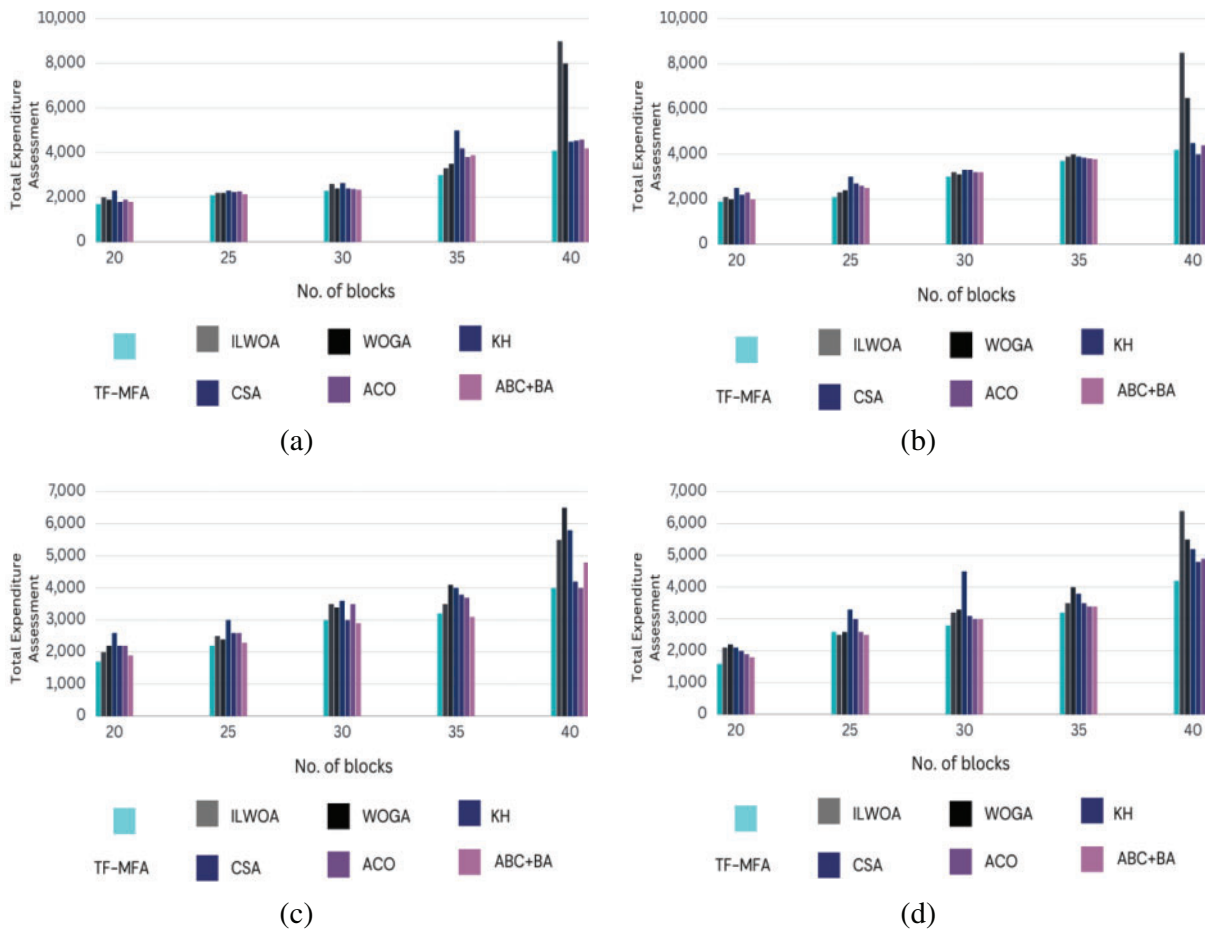 10,000
8,000
6,000
4,000
2,000
0
Total Expenditure
Assessment
20 25 30 35 40
No. of blocks
TF-MFA
ILWOA
WOGA
KH
CSA
ACO
ABC+BA
(a)
10,000
8,000
6,000
4,000
2,000
0
Total Expenditure
Assessment
20 25 30 35 40
No. of blocks
TF-MFA
ILWOA
WOGA
KH
CSA
ACO
ABC+BA
(b)
7,000
6,000
5,000
4,000
3,000
2,000
1,000
0
Total Expenditure
Assessment
20 25 30 35 40
No. of blocks
TF-MFA
ILWOA
WOGA
KH
CSA
ACO
ABC+BA
(c)
7,000
6,000
5,000
4,000
3,000
2,000
1,000
0
Total Expenditure
Assessment
20 25 30 35 40
No. of blocks
TF-MFA
ILWOA
WOGA
KH
CSA
ACO
ABC+BA
(d)